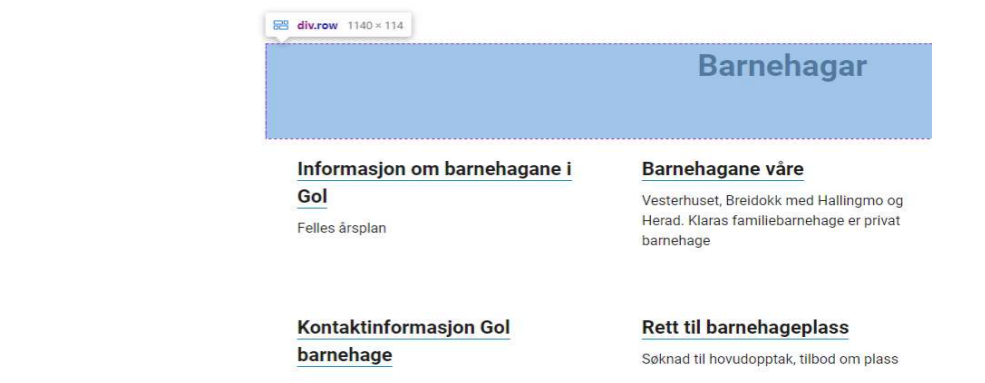 div.row 1140 × 114
Barnehagar
Informasjon om barnehagane i
Gol
Felles årsplan
Barnehagane våre
Vesterhuset, Breidokk med Hallingmo og
Herad. Klaras familiebarnehage er privat
barnehage
Kontaktinformasjon Gol
barnehage
Rett til barnehageplass
Søknad til hovudopptak, tilbod om plass